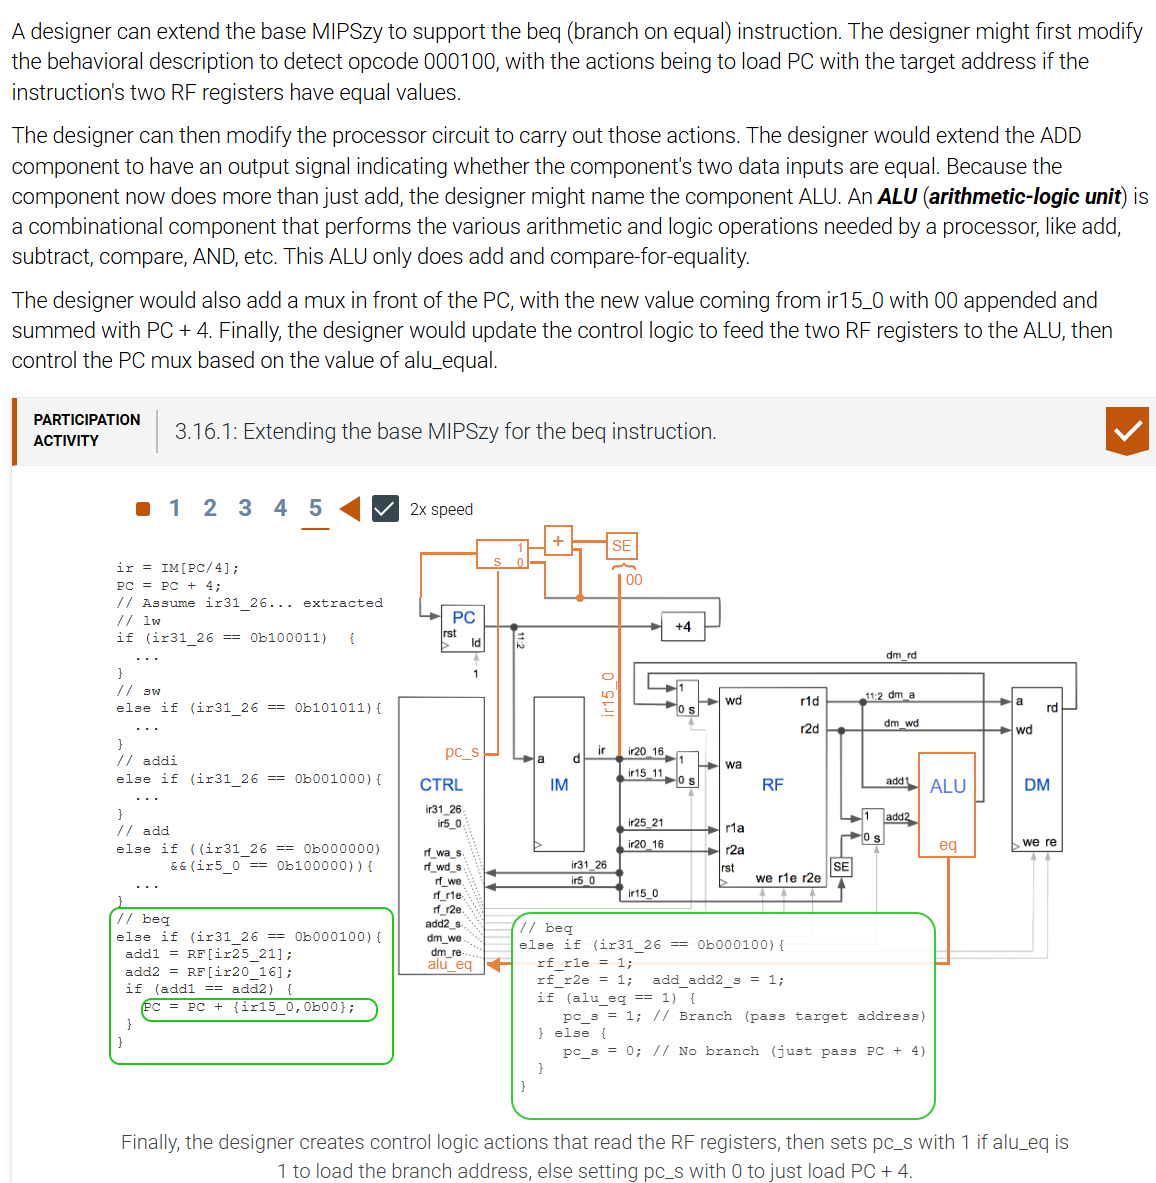 A designer can extend the base MIPSzy to support the beq (branch on equal) instruction. The designer might first modify
the behavioral description to detect opcode 000100, with the actions being to load PC with the target address if the
instruction's two RF registers have equal values.
The designer can then modify the processor circuit to carry out those actions. The designer would extend the ADD
component to have an output signal indicating whether the component's two data inputs are equal. Because the
component now does more than just add, the designer might name the component ALU. An ALU (arithmetic-logic unit) is
a combinational component that performs the various arithmetic and logic operations needed by a processor, like add,
subtract, compare, AND, etc. This ALU only does add and compare-for-equality.
The designer would also add a mux in front of the PC, with the new value coming from ir15_0 with 00 appended and
summed with PC + 4. Finally, the designer would update the control logic to feed the two RF registers to the ALU, then
control the PC mux based on the value of alu_equal.
PARTICIPATION
ACTIVITY
3.16.1: Extending the base MIPSzy for the beq instruction.
1 2 3 4 5
2x speed
ir = IM[PC/4];
PC = PC + 4;
// Assume ir31_26... extracted
// lw
if (ir31_26 == 0b100011) {
...
}
// sw
else if (ir31_26 == 0b101011){
...
}
// addi
else if (ir31_26 == 0b001000){
...
}
// add
else if ((ir31_26 == 0b000000)
&&(ir5_0 == 0b100000)){
...
}
// beq
else if (ir31_26 == 0b000100){
add1 = RF[ir25_21];
add2 = RF[ir20_16];
if (add1 == add2) {
PC = PC + {ir15_0,0b00};
}
}
s 1 0
+
SE
00
PC
rst
ld
1
11:2
+4
ir15_0
pc_s
CTRL
ir31_26
ir5_0
rf_wa_s
rf_wd_s
rf_we
rf_r1e
rf_r2e
add2_s
dm_we
dm_re
alu_eq
a
d
IM
ir
ir20_16
ir15_11
ir25_21
ir20_16
ir31_26
ir5_0
ir15_0
1
0 s
1
0 s
wd
wa
r1a
r2a
rst
we r1e r2e
RF
r1d
r2d
SE
dm_rd
11:2 dm_a
dm_wd
add1
1
0 s
add2
ALU
eq
a
rd
wd
DM
we re
// beq
else if (ir31_26 == 0b000100){
rf_r1e = 1;
rf_r2e = 1; add_add2_s = 1;
if (alu_eq == 1) {
pc_s = 1; // Branch (pass target address)
} else {
pc_s = 0; // No branch (just pass PC + 4)
}
}
Finally, the designer creates control logic actions that read the RF registers, then sets pc_s with 1 if alu_eq is
1 to load the branch address, else setting pc_s with 0 to just load PC + 4.